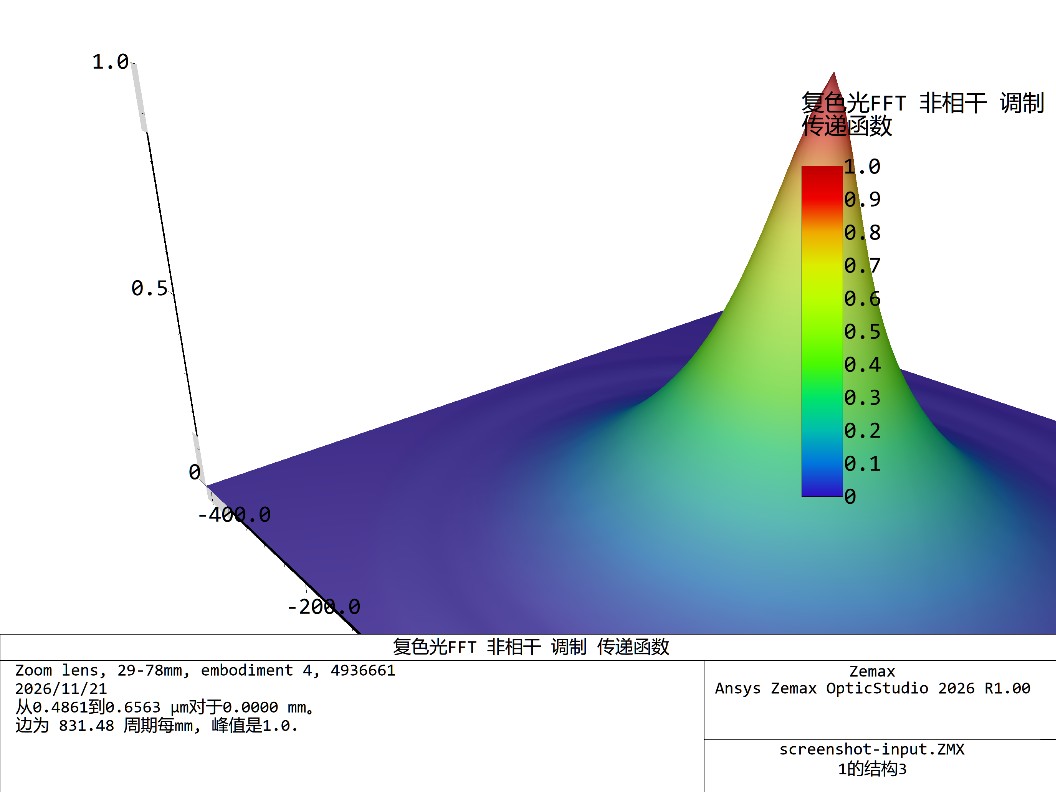 1.0
复色光FFT 非相干 调制
传递函数
1.0
0.9
0.8
0.7
0.6
0.5
0.4
0.3
0.2
0.1
0
0.5
0
-400.0
-200.0
复色光FFT 非相干 调制 传递函数
Zoom lens, 29-78mm, embodiment 4, 4936661
2026/11/21
从0.4861到0.6563 µm对于0.0000 mm。
边为 831.48 周期每mm, 峰值是1.0.
Zemax
Ansys Zemax OpticStudio 2026 R1.00
screenshot-input.ZMX
1的结构3